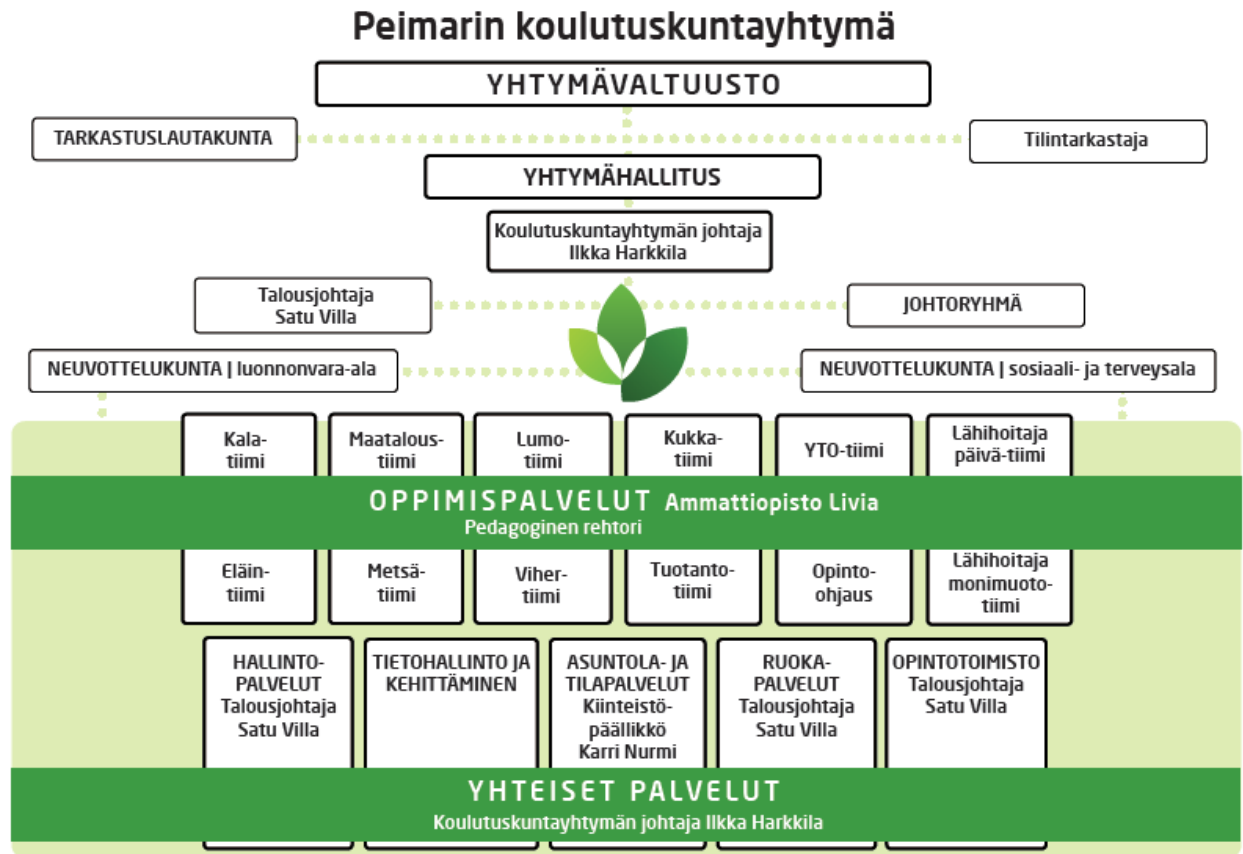 Peimarin koulutuskuntayhtymä
YHTYMÄVALTUUSTO
TARKASTUSLAUTAKUNTA
Tilintarkastaja
YHTYMÄHALLITUS
Koulutuskuntayhtymän johtaja
Ilkka Harkkila
Talousjohtaja
Satu Villa
JOHTORYHMÄ
NEUVOTTELUKUNTA | luonnonvara-ala
NEUVOTTELUKUNTA | sosiaali- ja terveysala
Kala-
tiimi
Maatalous-
tiimi
Lumo-
tiimi
Kukka-
tiimi
YTO-tiimi
Lähihoitaja
päivä-tiimi
OPPIMISPALVELUT Ammattiopisto Livia
Pedagoginen rehtori
Eläin-
tiimi
Metsä-
tiimi
Viher-
tiimi
Tuotanto-
tiimi
Opinto-
ohjaus
Lähihoitaja
monimuoto-
tiimi
HALLINTO-
PALVELUT
Talousjohtaja
Satu Villa
TIETOHALLINTO JA
KEHITTÄMINEN
ASUNTOLA- JA
TILAPALVELUT
Kiinteistö-
päällikkö
Karri Nurmi
RUOKA-
PALVELUT
Talousjohtaja
Satu Villa
OPINTOTOIMISTO
Talousjohtaja
Satu Villa
YHTEISET PALVELUT
Koulutuskuntayhtymän johtaja Ilkka Harkkila